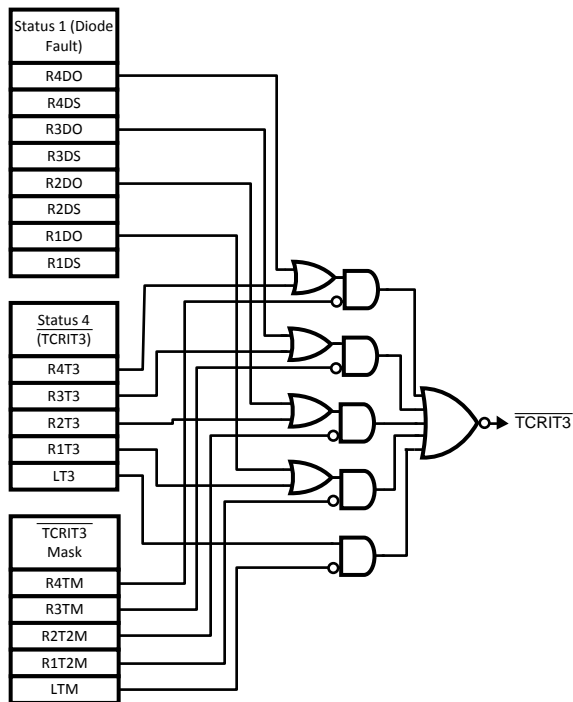 Status 1 (Diode
Fault)
R4DO
R4DS
R3DO
R3DS
R2DO
R2DS
R1DO
R1DS
Status 4
(TCRIT3)
R4T3
R3T3
R2T3
R1T3
LT3
TCRIT3
Mask
R4TM
R3TM
R2T2M
R1T2M
LTM
TCRIT3